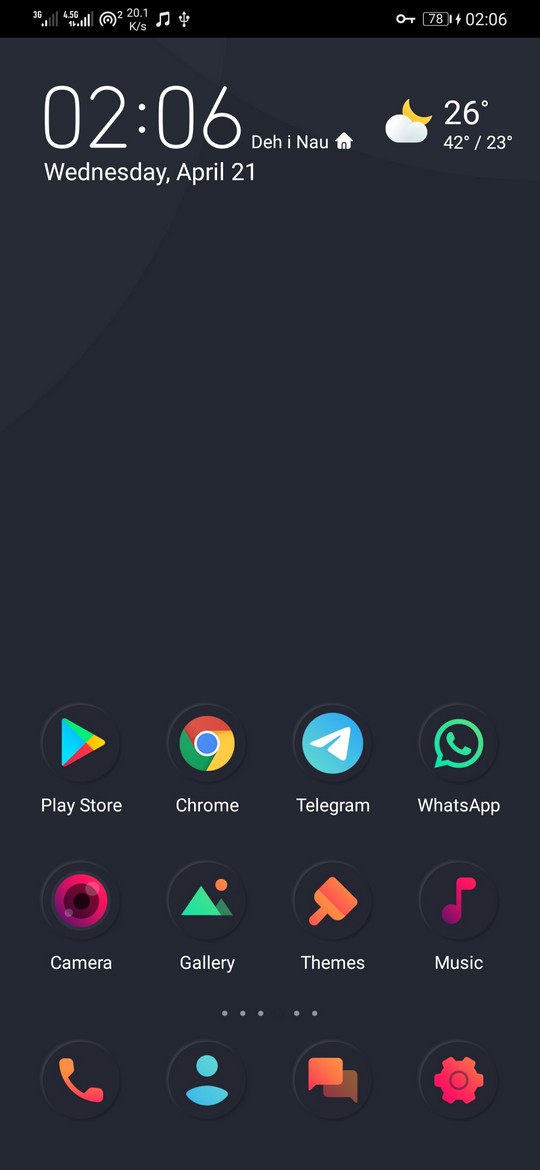 3G 4.5G 2 20.1 K/s 78 02:06
02:06 Deh i Nau 26°
42° / 23°
Wednesday, April 21
Play Store Chrome Telegram WhatsApp
Camera Gallery Themes Music